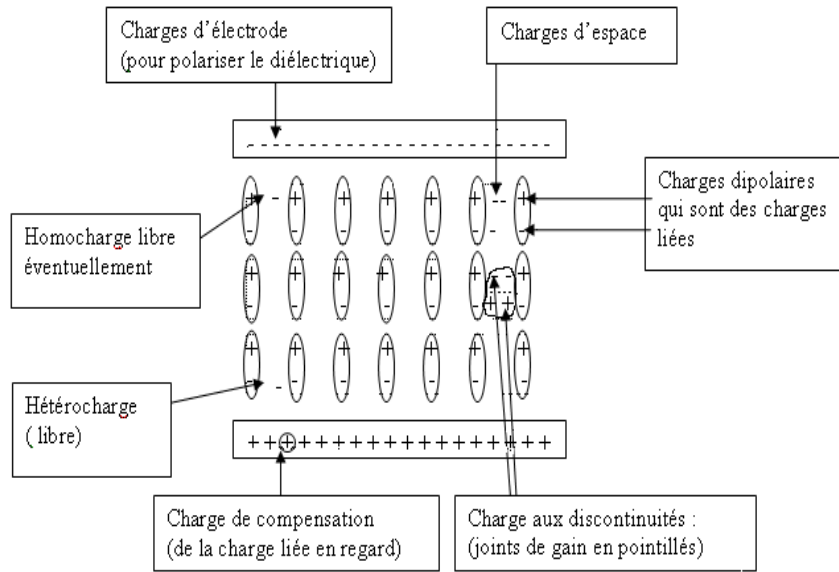 Charges d'électrode
(pour polariser le diélectrique)
Charges d'espace
Charges dipolaires
qui sont des charges
liées
Homocharge libre
éventuellement
Hétérocharge
( libre)
Charge de compensation
(de la charge liée en regard)
Charge aux discontinuités :
(joints de gain en pointillés)